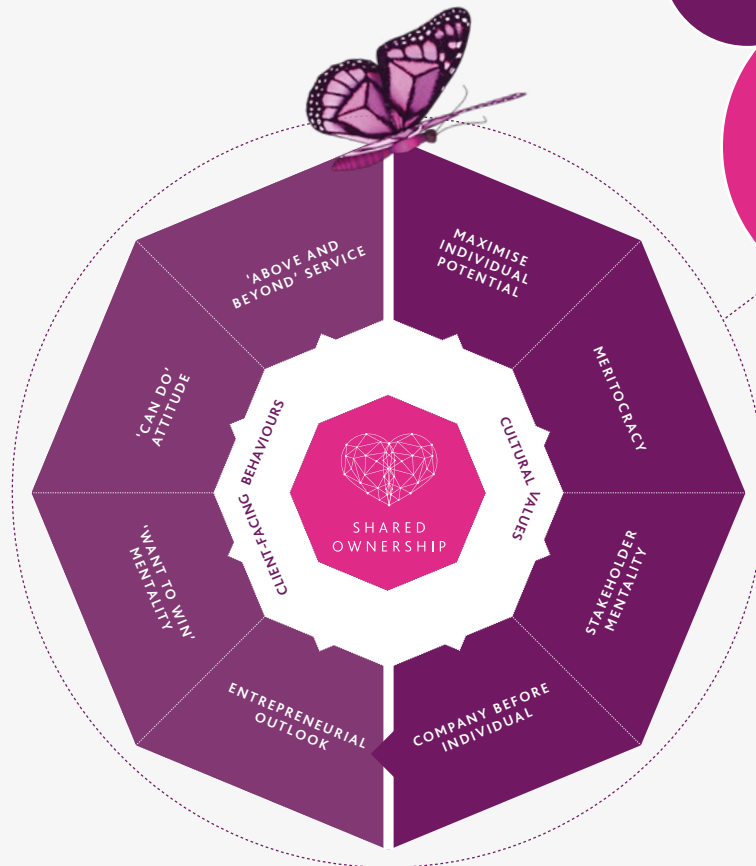 'ABOVE AND
BEYOND' SERVICE
MAXIMISE
INDIVIDUAL
POTENTIAL
'CAN DO'
ATTITUDE
MERITOCRACY
CLIENT-FACING BEHAVIOURS
CULTURAL VALUES
SHARED
OWNERSHIP
'WANT TO WIN'
MENTALITY
STAKEHOLDER
MENTALITY
ENTREPRENEURIAL
OUTLOOK
COMPANY BEFORE
INDIVIDUAL